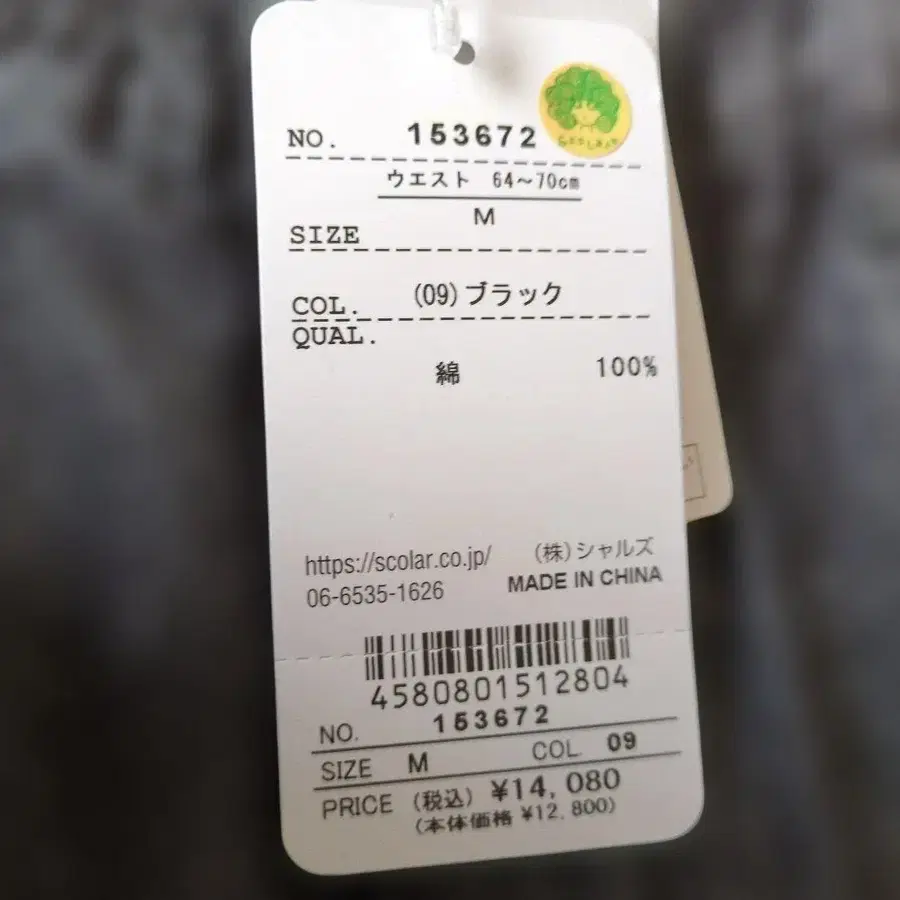 NO. 153672
ウエスト 64～70cm
SIZE M
COL. (09)ブラック
QUAL.
綿 100%
https://scolar.co.jp/ (株)シャルズ
06-6535-1626 MADE IN CHINA
4580801512804
NO. 153672
SIZE M COL. 09
PRICE (税込) ¥14,080
(本体価格 ¥12,800)